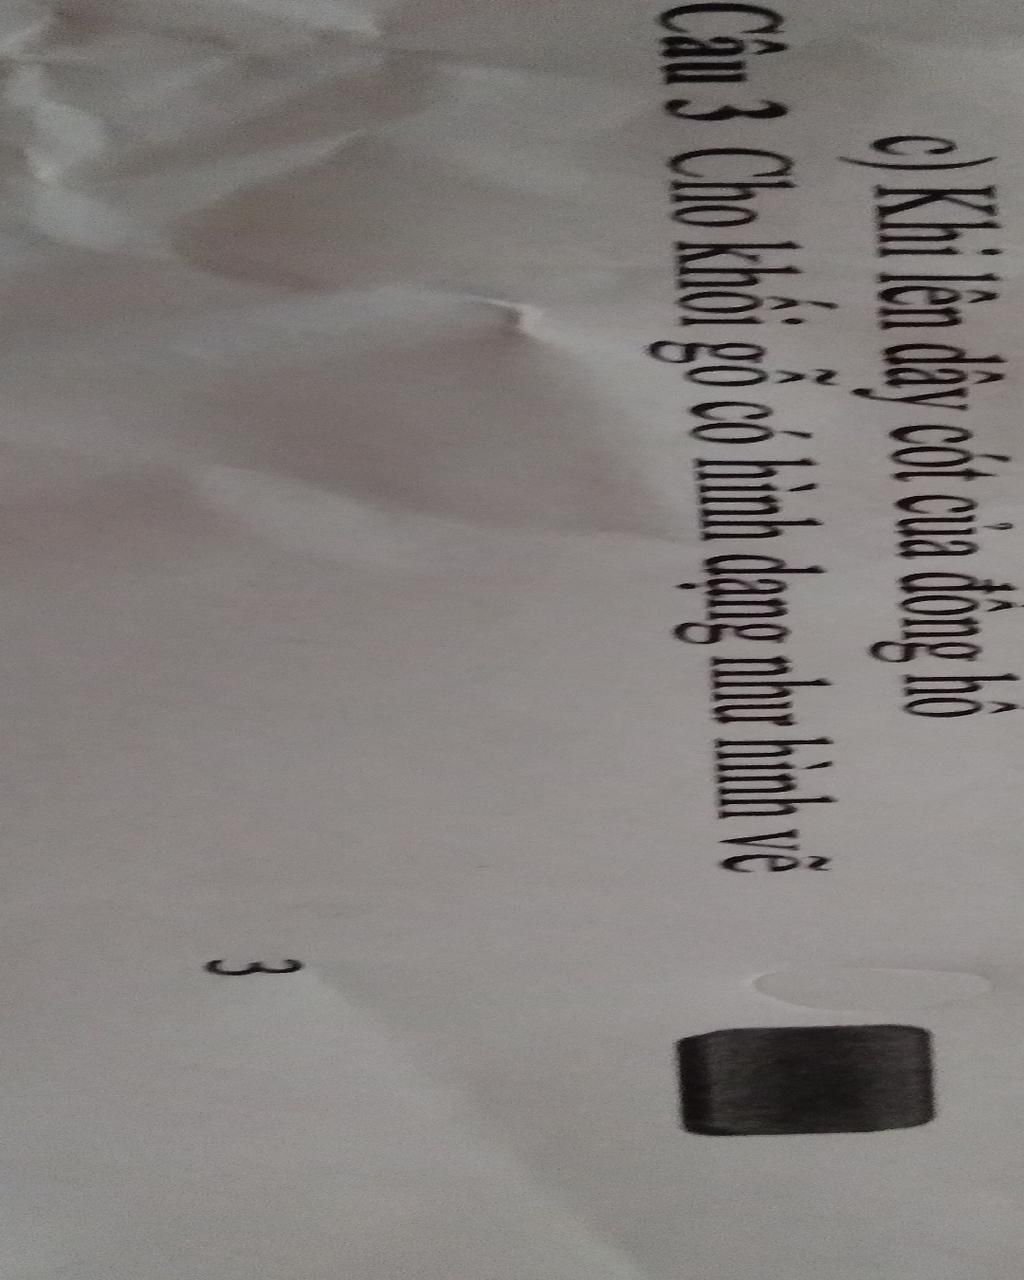 c) Khi lên dây cót của đồng hồ
Câu 3 Cho khối gỗ có hình dạng như hình vẽ
3